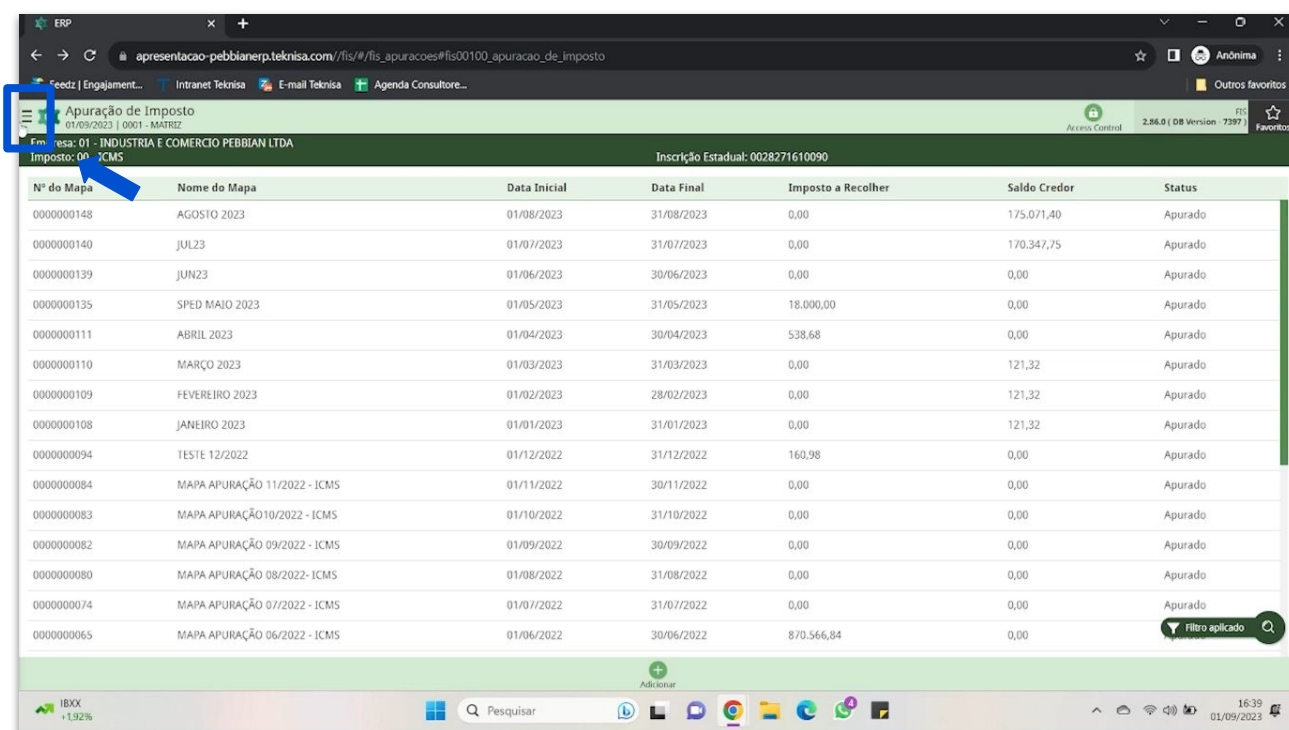 ERP
apresentacao-pebbianerp.teknisa.com//fis/#/fis_apuracoes#fis00100_apuracao_de_imposto
Anônima
Feedz | Engajament... Intranet Teknisa E-mail Teknisa Agenda Consultore... Outros favoritos
Apuração de Imposto
01/09/2023 | 0001 - MATRIZ
Access Control
FIS
2.86.0 ( DB Version - 7397 )
Favoritos
Empresa: 01 - INDUSTRIA E COMERCIO PEBBIAN LTDA
Imposto: 00 - ICMS Inscrição Estadual: 0028271610090
Nº do Mapa Nome do Mapa Data Inicial Data Final Imposto a Recolher Saldo Credor Status
0000000148 AGOSTO 2023 01/08/2023 31/08/2023 0,00 175.071,40 Apurado
0000000140 JUL23 01/07/2023 31/07/2023 0,00 170.347,75 Apurado
0000000139 JUN23 01/06/2023 30/06/2023 0,00 0,00 Apurado
0000000135 SPED MAIO 2023 01/05/2023 31/05/2023 18.000,00 0,00 Apurado
0000000111 ABRIL 2023 01/04/2023 30/04/2023 538,68 0,00 Apurado
0000000110 MARÇO 2023 01/03/2023 31/03/2023 0,00 121,32 Apurado
0000000109 FEVEREIRO 2023 01/02/2023 28/02/2023 0,00 121,32 Apurado
0000000108 JANEIRO 2023 01/01/2023 31/01/2023 0,00 121,32 Apurado
0000000094 TESTE 12/2022 01/12/2022 31/12/2022 160,98 0,00 Apurado
0000000084 MAPA APURAÇÃO 11/2022 - ICMS 01/11/2022 30/11/2022 0,00 0,00 Apurado
0000000083 MAPA APURAÇÃO10/2022 - ICMS 01/10/2022 31/10/2022 0,00 0,00 Apurado
0000000082 MAPA APURAÇÃO 09/2022 - ICMS 01/09/2022 30/09/2022 0,00 0,00 Apurado
0000000080 MAPA APURAÇÃO 08/2022- ICMS 01/08/2022 31/08/2022 0,00 0,00 Apurado
0000000074 MAPA APURAÇÃO 07/2022 - ICMS 01/07/2022 31/07/2022 0,00 0,00 Apurado
0000000065 MAPA APURAÇÃO 06/2022 - ICMS 01/06/2022 30/06/2022 870.566,84 0,00
Filtro aplicado
Adicionar
IBXX
+1,92%
Pesquisar
4
16:39
01/09/2023